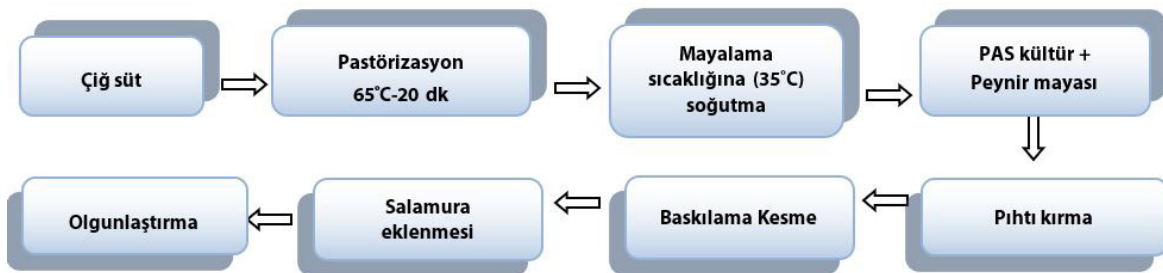 Çiğ süt
Pastörizasyon
65°C-20 dk
Mayalama
sıcaklığına (35°C)
soğutma
PAS kültür +
Peynir mayası
Pıhtı kırma
Baskılama Kesme
Salamura
eklenmesi
Olgunlaştırma